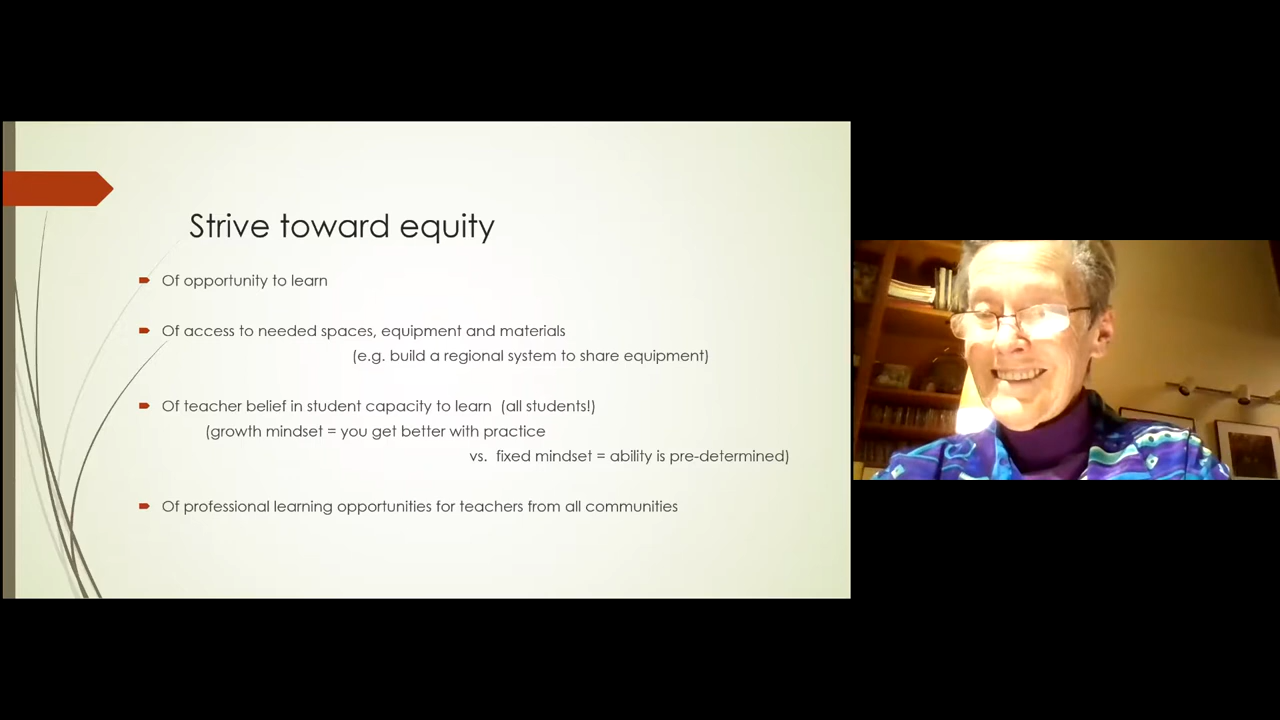 Strive toward equity
Of opportunity to learn
Of access to needed spaces, equipment and materials
(e.g. build a regional system to share equipment)
Of teacher belief in student capacity to learn (all students!)
(growth mindset = you get better with practice
vs. fixed mindset = ability is pre-determined)
Of professional learning opportunities for teachers from all communities